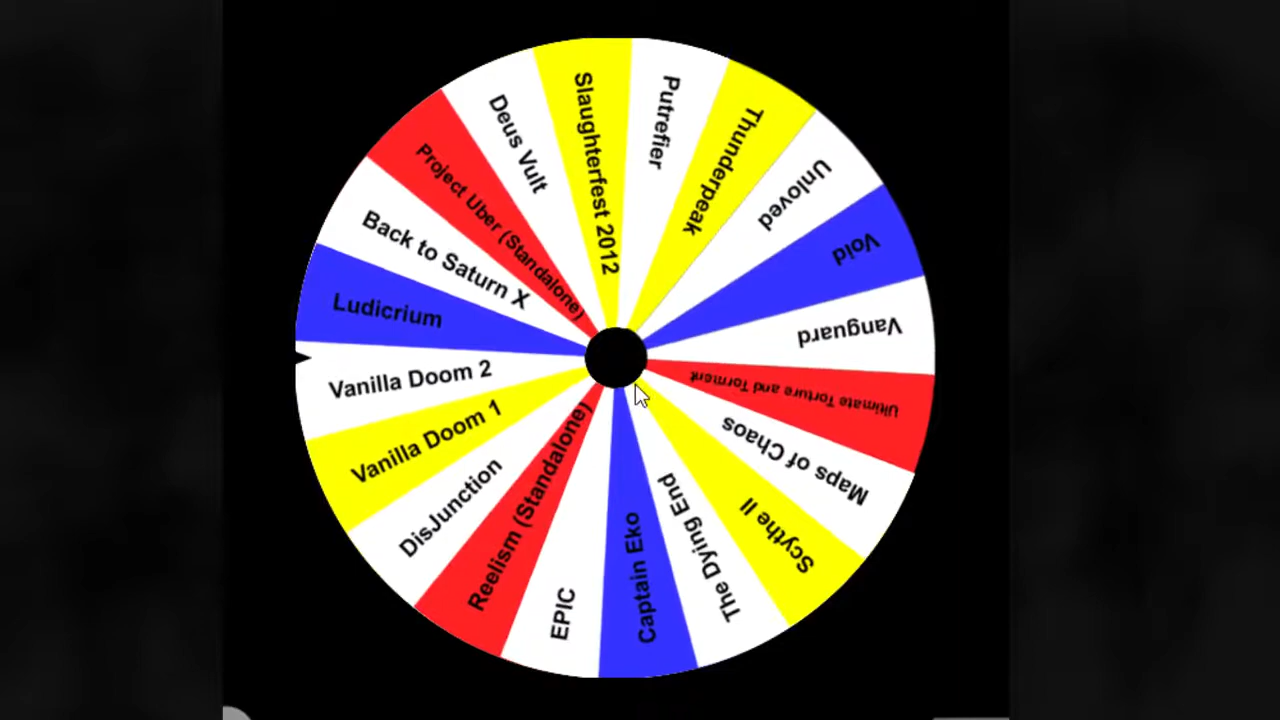 Slaughterfest 2012
Putrefier
Thunderpeak
Unloved
Void
Vanguard
Ultimate Torture and Torment
Maps of Chaos
Scythe II
The Dying End
Captain Eko
EPIC
Reelism (Standalone)
DisJunction
Vanilla Doom 1
Vanilla Doom 2
Ludicrium
Back to Saturn X
Project Uber (Standalone)
Deus Vult